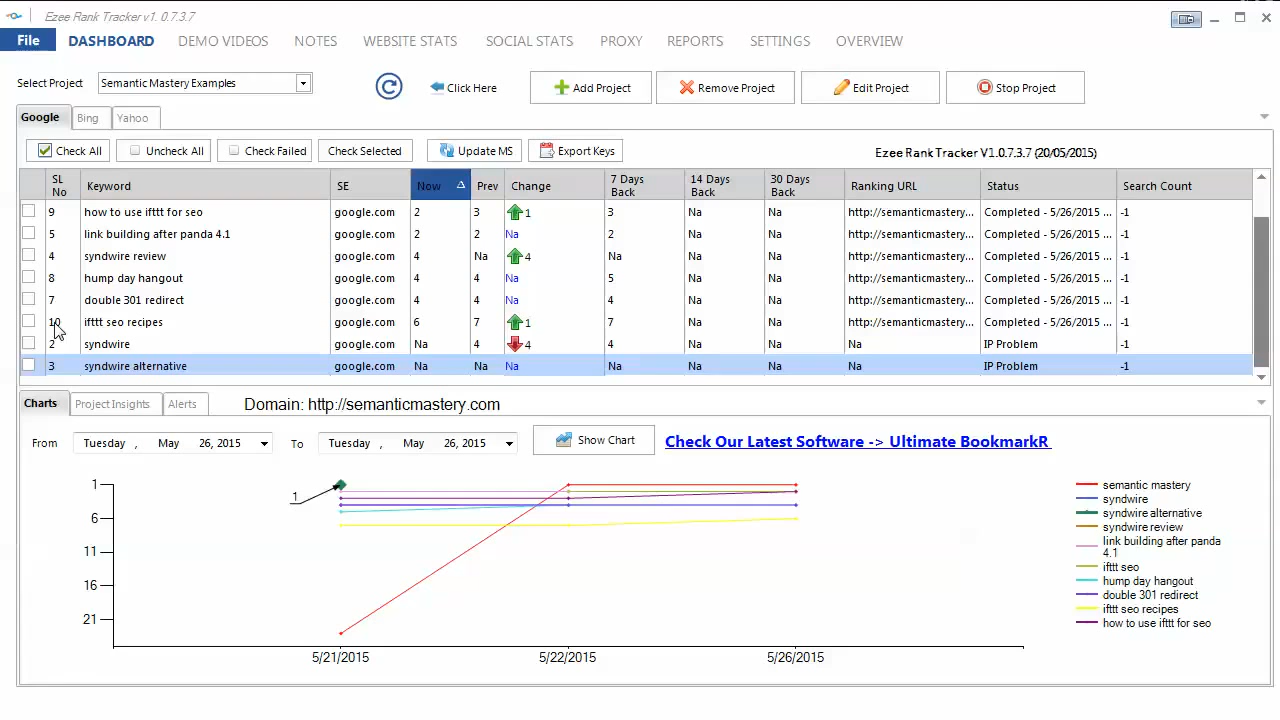 Ezee Rank Tracker v1. 0.7.3.7
File DASHBOARD DEMO VIDEOS NOTES WEBSITE STATS SOCIAL STATS PROXY REPORTS SETTINGS OVERVIEW
Select Project Semantic Mastery Examples Click Here Add Project Remove Project Edit Project Stop Project
Google Bing Yahoo
Check All Uncheck All Check Failed Check Selected Update MS Export Keys Ezee Rank Tracker V1.0.7.3.7 (20/05/2015)
SL No Keyword SE Now Prev Change 7 Days Back 14 Days Back 30 Days Back Ranking URL Status Search Count
9 how to use ifttt for seo google.com 2 3 1 3 Na Na http://semanticmastery... Completed - 5/26/2015 ... -1
5 link building after panda 4.1 google.com 2 2 Na 2 Na Na http://semanticmastery... Completed - 5/26/2015 ... -1
4 syndwire review google.com 4 Na 4 Na Na Na http://semanticmastery... Completed - 5/26/2015 ... -1
8 hump day hangout google.com 4 4 Na 5 Na Na http://semanticmastery... Completed - 5/26/2015 ... -1
7 double 301 redirect google.com 4 4 Na 4 Na Na http://semanticmastery... Completed - 5/26/2015 ... -1
10 ifttt seo recipes google.com 6 7 1 7 Na Na http://semanticmastery... Completed - 5/26/2015 ... -1
2 syndwire google.com Na 4 4 4 Na Na Na IP Problem -1
3 syndwire alternative google.com Na Na Na Na Na Na Na IP Problem -1
Charts Project Insights Alerts Domain: http://semanticmastery.com
From Tuesday , May 26, 2015 To Tuesday , May 26, 2015 Show Chart Check Our Latest Software -> Ultimate BookmarkR
1
6
11
16
21
1
5/21/2015 5/22/2015 5/26/2015
semantic mastery
syndwire
syndwire alternative
syndwire review
link building after panda
4.1
ifttt seo
hump day hangout
double 301 redirect
ifttt seo recipes
how to use ifttt for seo